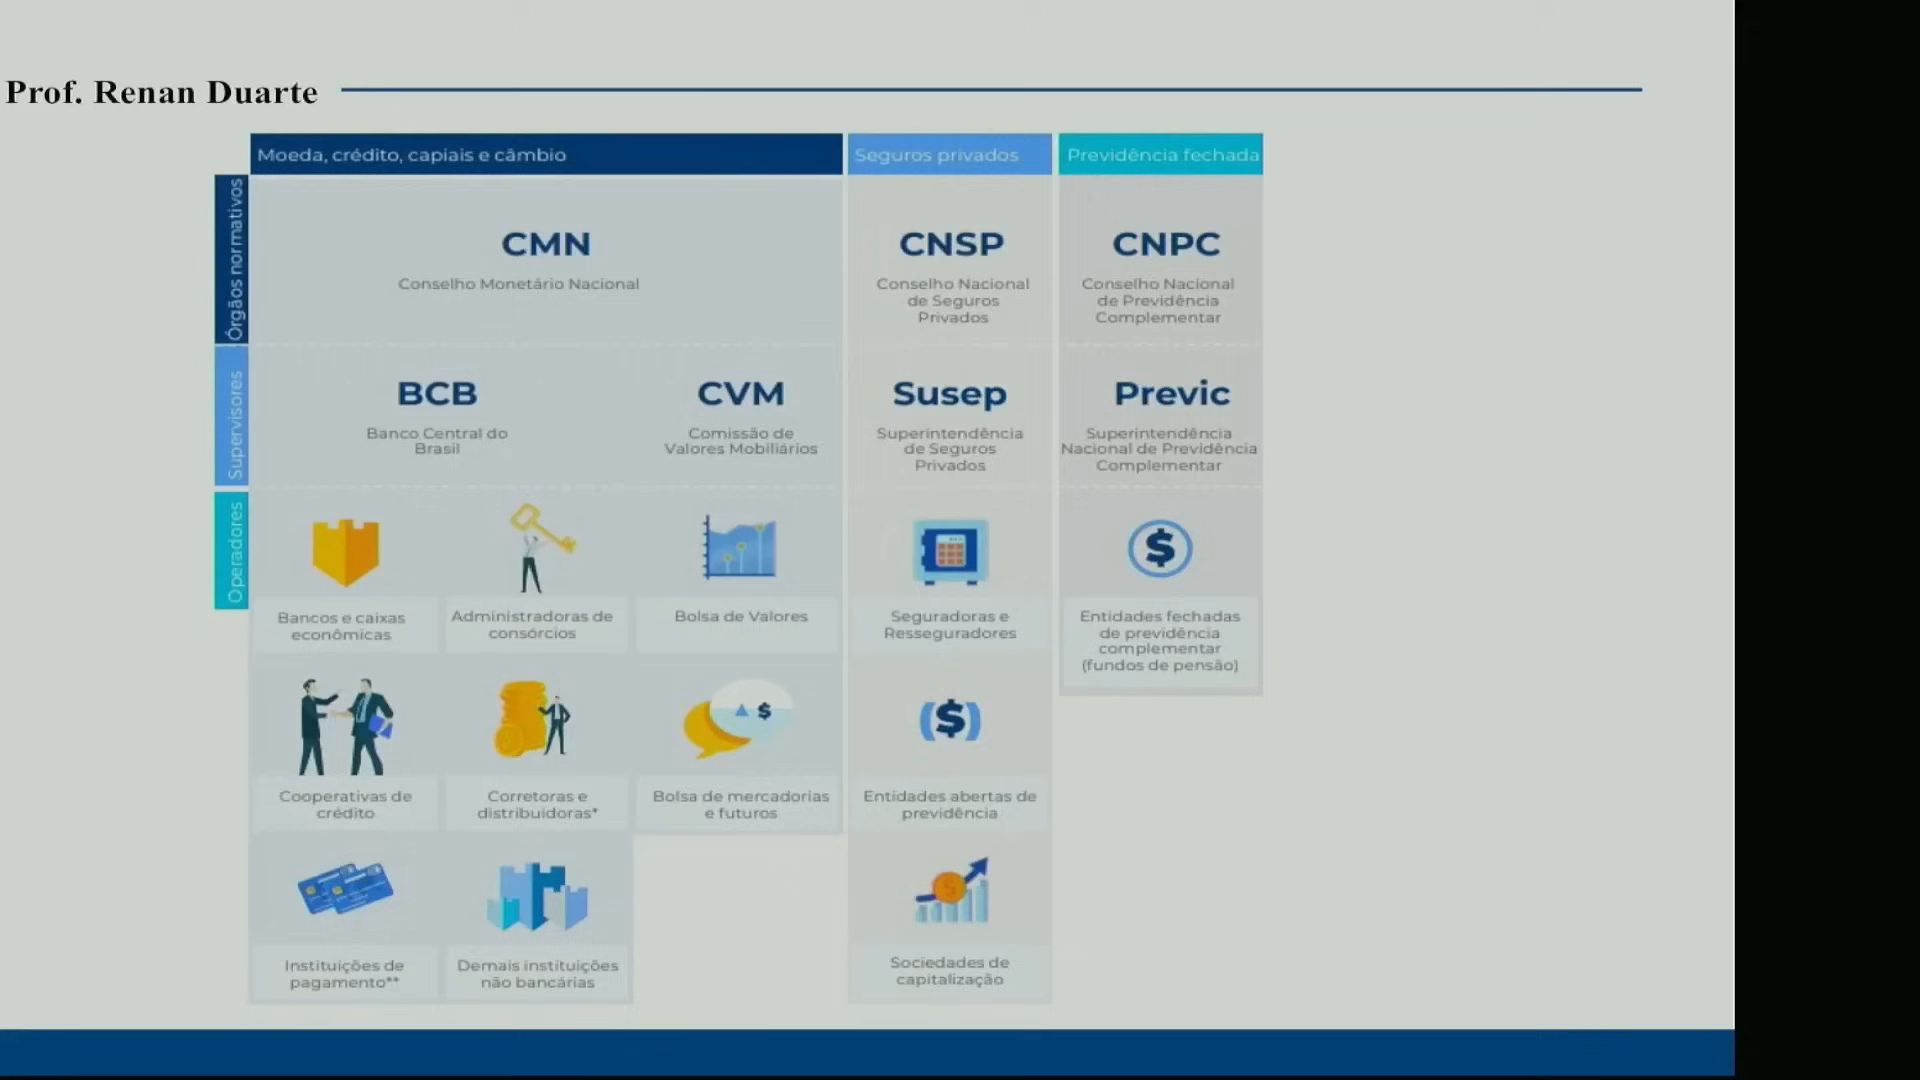 Prof. Renan Duarte
Moeda, crédito, capiais e câmbio
Seguros privados
Previdência fechada
Órgãos normativos
CMN
Conselho Monetário Nacional
CNSP
Conselho Nacional
de Seguros
Privados
CNPC
Conselho Nacional
de Previdência
Complementar
Supervisores
BCB
Banco Central do
Brasil
CVM
Comissão de
Valores Mobiliários
Susep
Superintendência
de Seguros
Privados
Previc
Superintendência
Nacional de Previdência
Complementar
Operadores
Bancos e caixas
econômicas
Administradoras de
consórcios
Bolsa de Valores
Seguradoras e
Resseguradores
$
Entidades fechadas
de previdência
complementar
(fundos de pensão)
Cooperativas de
crédito
Corretoras e
distribuidoras*
$
Bolsa de mercadorias
e futuros
($)
Entidades abertas de
previdência
Instituições de
pagamento**
Demais instituições
não bancárias
$
Sociedades de
capitalização